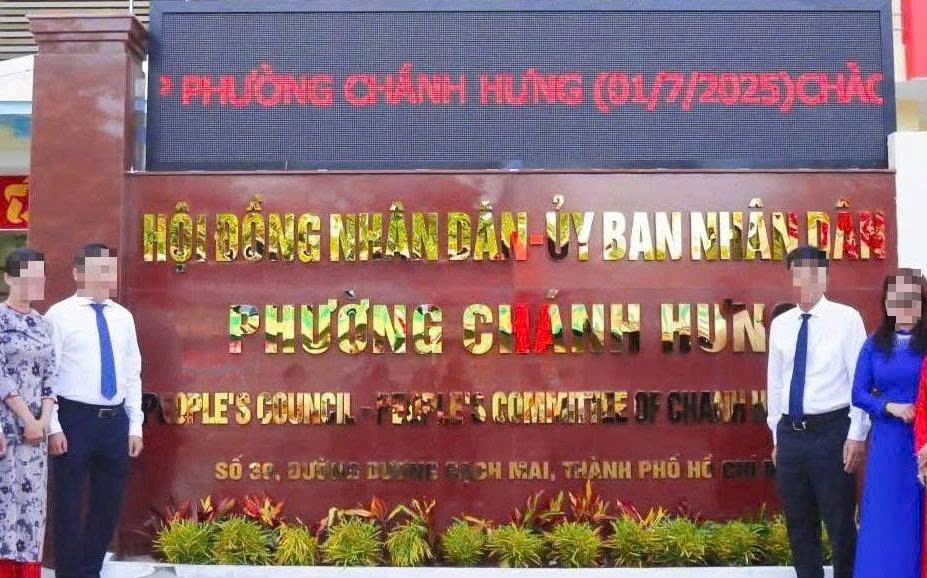 P PHƯỜNG CHÁNH HƯNG (01/7/2025) CHÀO
HỘI ĐỒNG NHÂN DÂN-ỦY BAN NHÂN DÂN
PHƯỜNG CHÁNH HƯNG
PEOPLE'S COUNCIL - PEOPLE'S COMMITTEE OF CHANH H
SỐ 39, ĐƯỜNG DƯƠNG BẠCH MAI, THÀNH PHỐ HỒ CHÍ M